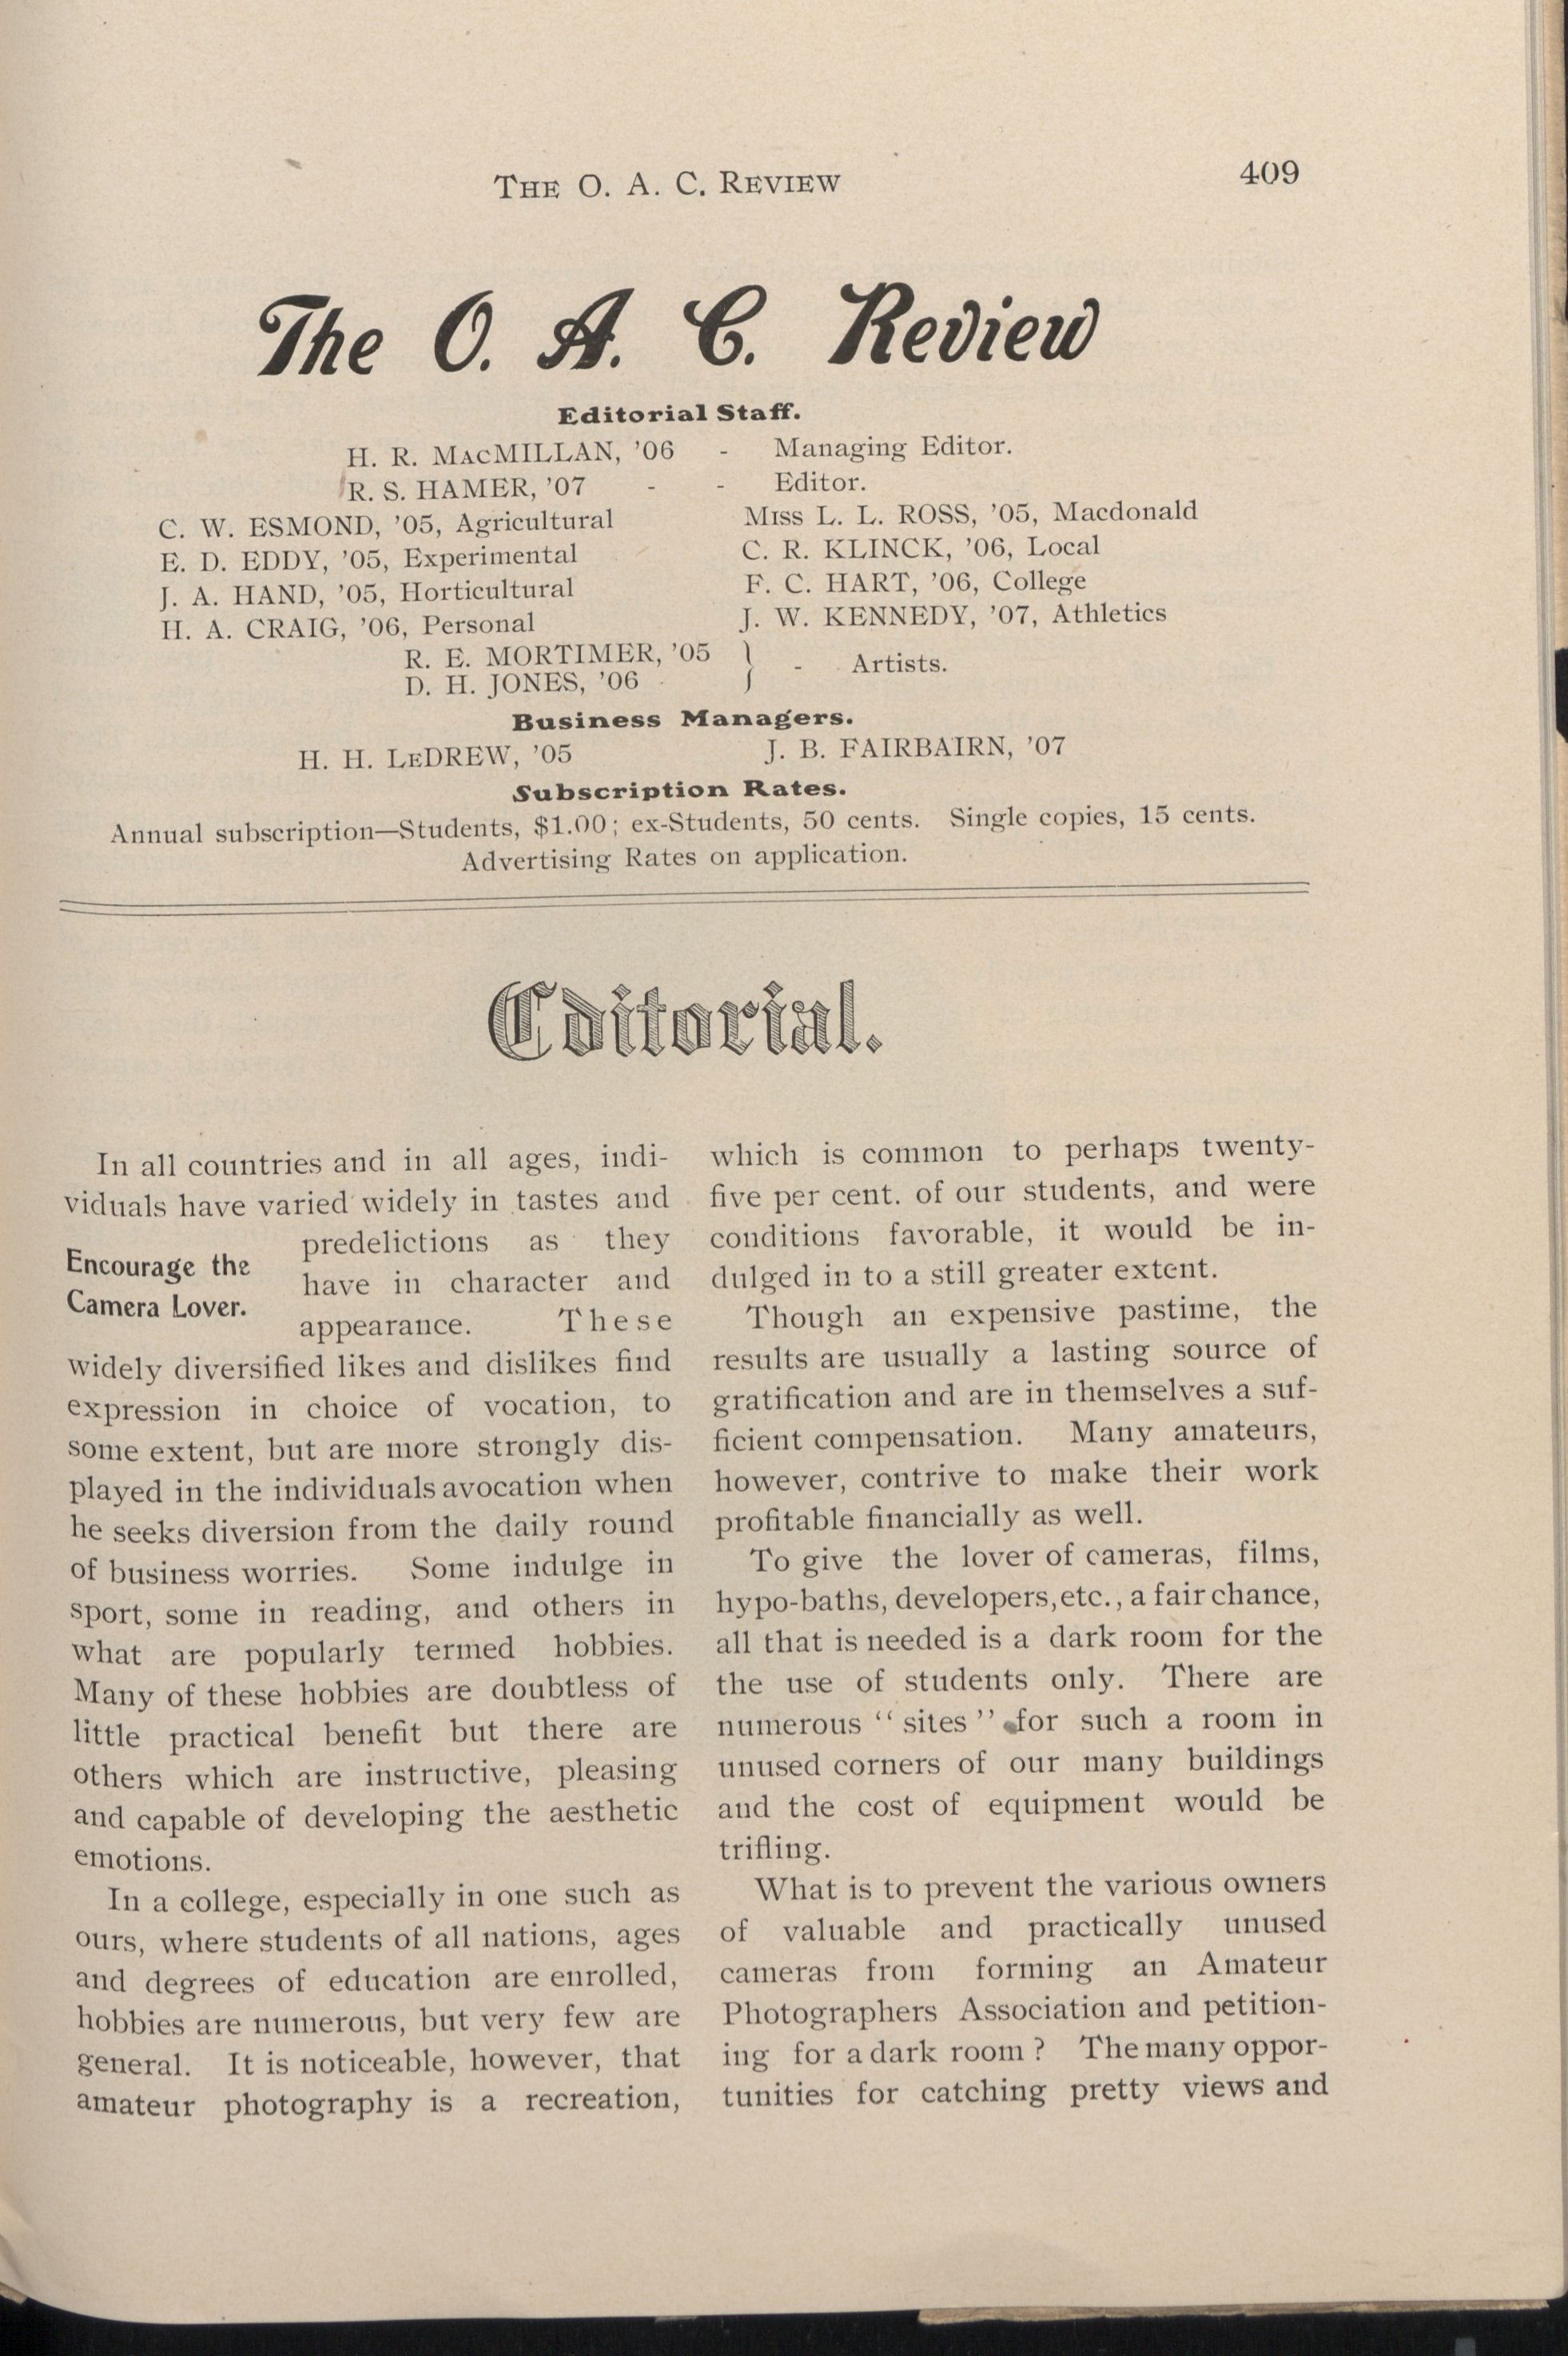 THE O. A. C. REVIEW
409
The O. A. C. Review
Editorial Staff.
H. R. MACMILLAN, '06 - Managing Editor.
R. S. HAMER, '07 - - Editor.
C. W. ESMOND, '05, Agricultural
E. D. EDDY, '05, Experimental
J. A. HAND, '05, Horticultural
H. A. CRAIG, '06, Personal
MISS L. L. ROSS, '05, Macdonald
C. R. KLINCK, '06, Local
F. C. HART, '06, College
J. W. KENNEDY, '07, Athletics
R. E. MORTIMER, '05
D. H. JONES, '06
} - Artists.
Business Managers.
H. H. LEDREW, '05 J. B. FAIRBAIRN, '07
Subscription Rates.
Annual subscription—Students, $1.00; ex-Students, 50 cents. Single copies, 15 cents.
Advertising Rates on application.
Editorial.
In all countries and in all ages, indi-
viduals have varied widely in tastes and
Encourage the
Camera Lover.
predelictions as they
have in character and
appearance. These
widely diversified likes and dislikes find
expression in choice of vocation, to
some extent, but are more strongly dis-
played in the individuals avocation when
he seeks diversion from the daily round
of business worries. Some indulge in
sport, some in reading, and others in
what are popularly termed hobbies.
Many of these hobbies are doubtless of
little practical benefit but there are
others which are instructive, pleasing
and capable of developing the aesthetic
emotions.
In a college, especially in one such as
ours, where students of all nations, ages
and degrees of education are enrolled,
hobbies are numerous, but very few are
general. It is noticeable, however, that
amateur photography is a recreation,
which is common to perhaps twenty-
five per cent. of our students, and were
conditions favorable, it would be in-
dulged in to a still greater extent.
Though an expensive pastime, the
results are usually a lasting source of
gratification and are in themselves a suf-
ficient compensation. Many amateurs,
however, contrive to make their work
profitable financially as well.
To give the lover of cameras, films,
hypo-baths, developers, etc., a fair chance,
all that is needed is a dark room for the
the use of students only. There are
numerous "sites" for such a room in
unused corners of our many buildings
and the cost of equipment would be
trifling.
What is to prevent the various owners
of valuable and practically unused
cameras from forming an Amateur
Photographers Association and petition-
ing for a dark room? The many oppor-
tunities for catching pretty views and